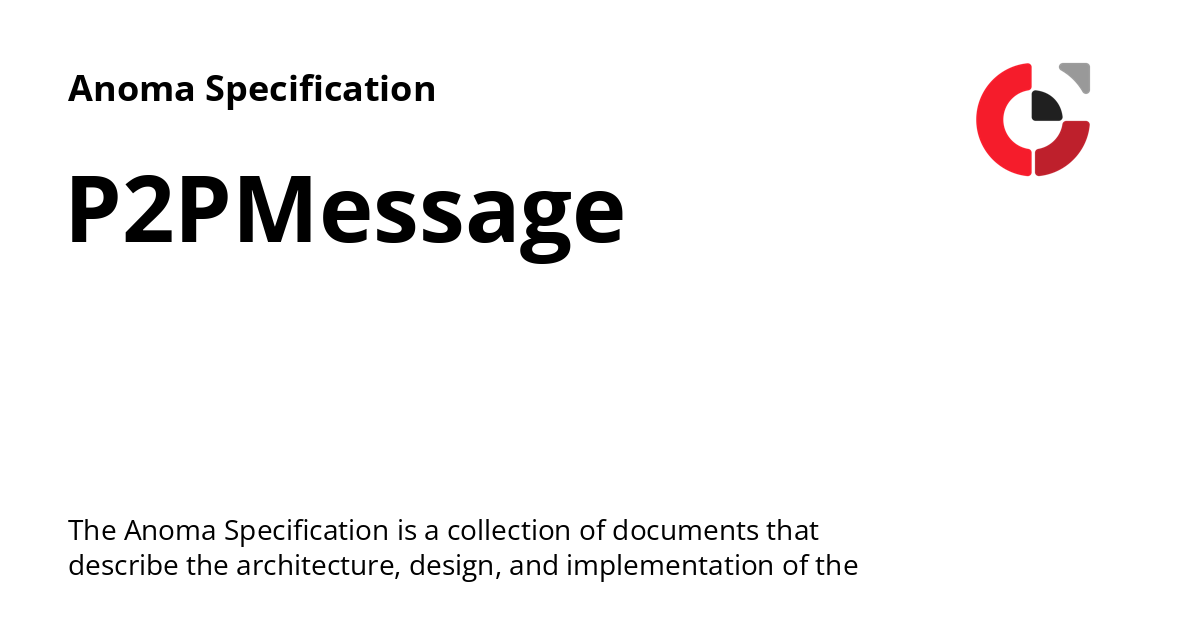 Anoma Specification
P2PMessage
The Anoma Specification is a collection of documents that
describe the architecture, design, and implementation of the